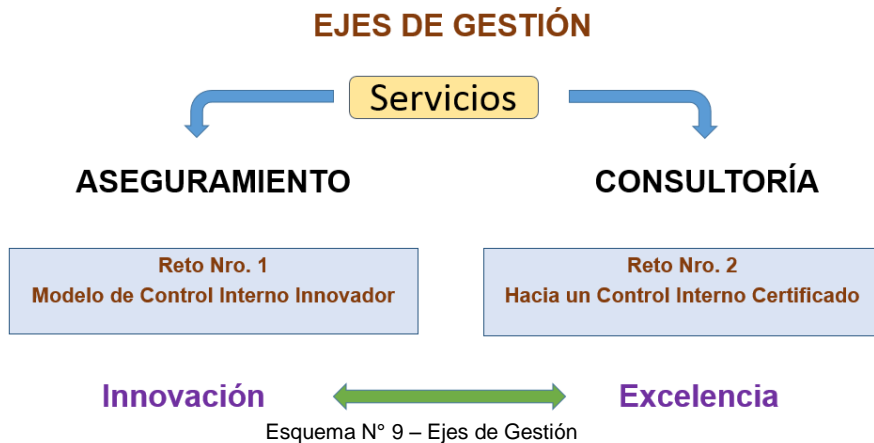 EJES DE GESTIÓN
Servicios
ASEGURAMIENTO
CONSULTORÍA
Reto Nro. 1
Modelo de Control Interno Innovador
Reto Nro. 2
Hacia un Control Interno Certificado
Innovación
Excelencia
Esquema N° 9 – Ejes de Gestión